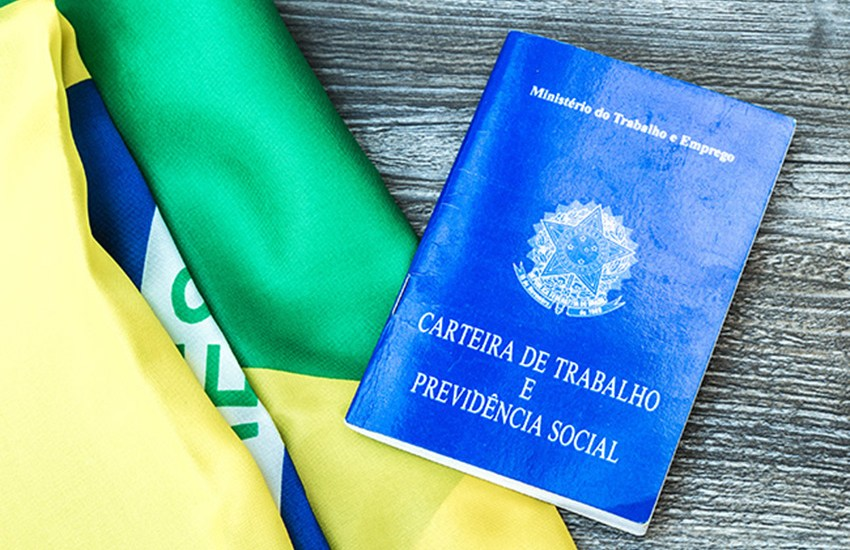 Ministério do Trabalho e Emprego
CARTEIRA DE TRABALHO
E
PREVIDÊNCIA SOCIAL